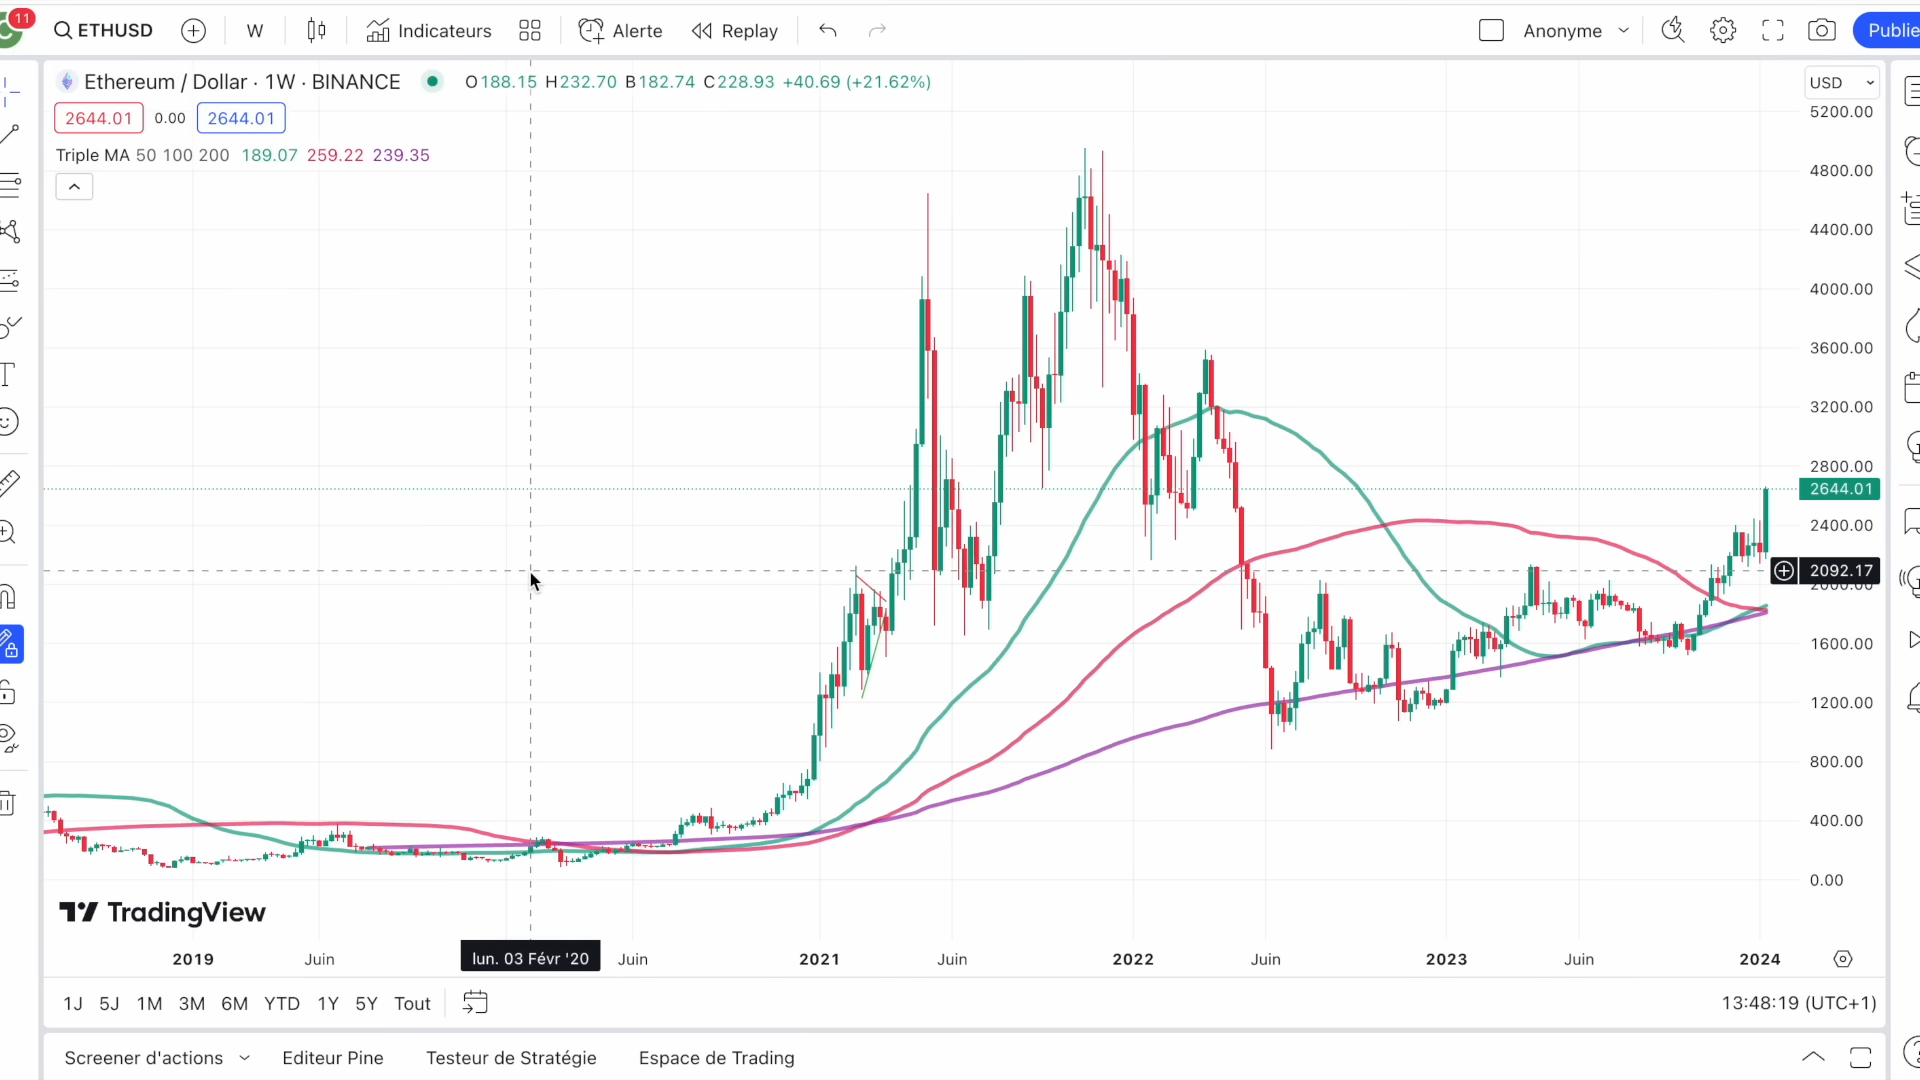 11
ETHUSD
W
Indicateurs
Alerte
Replay
Anonyme
Publie
Ethereum / Dollar · 1W · BINANCE
O188.15 H232.70 B182.74 C228.93 +40.69 (+21.62%)
USD
2644.01 0.00 2644.01
Triple MA 50 100 200 189.07 259.22 239.35
5200.00
4800.00
4400.00
4000.00
3600.00
3200.00
2800.00
2644.01
2400.00
2092.17
2000.00
1600.00
1200.00
800.00
400.00
0.00
TradingView
2019 Juin lun. 03 Févr '20 Juin 2021 Juin 2022 Juin 2023 Juin 2024
1J 5J 1M 3M 6M YTD 1Y 5Y Tout
13:48:19 (UTC+1)
Screener d'actions Editeur Pine Testeur de Stratégie Espace de Trading